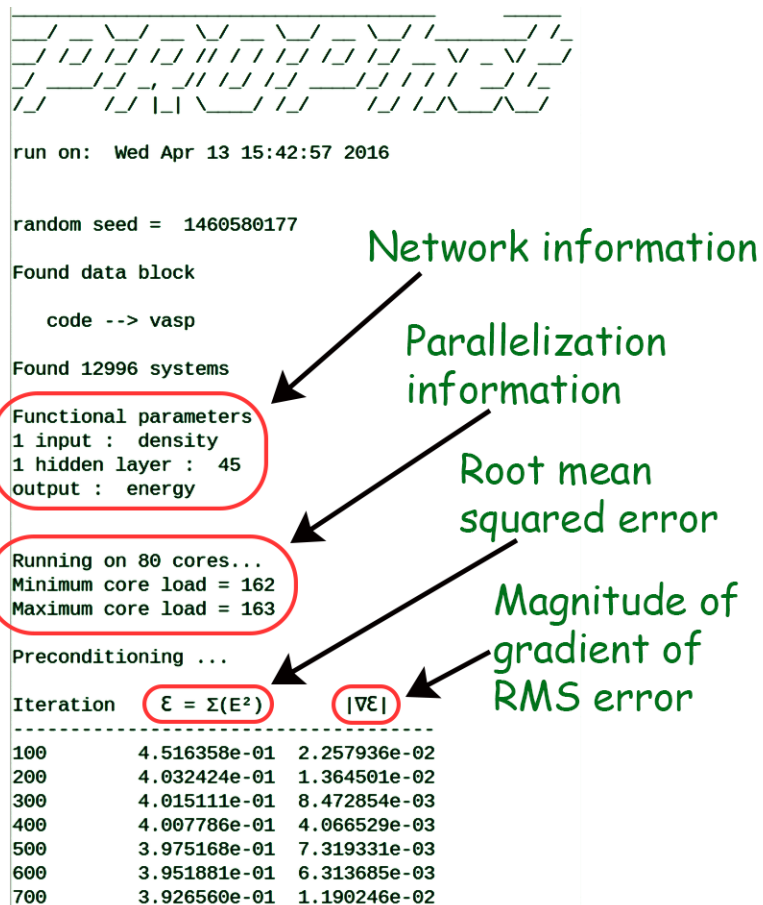 run on:  Wed Apr 13 15:42:57 2016
random seed =  1460580177
Network information
Found data block
code --> vasp
Parallelization
information
Found 12996 systems
Functional parameters
1 input :  density
1 hidden layer :  45
output :  energy
Root mean
squared error
Running on 80 cores...
Minimum core load = 162
Maximum core load = 163
Magnitude of
gradient of
RMS error
Preconditioning ...
Iteration    ℇ = Σ(E²)    |∇ℇ|
-----------------------------------
100    4.516358e-01  2.257936e-02
200    4.032424e-01  1.364501e-02
300    4.015111e-01  8.472854e-03
400    4.007786e-01  4.066529e-03
500    3.975168e-01  7.319331e-03
600    3.951881e-01  6.313685e-03
700    3.926560e-01  1.190246e-02